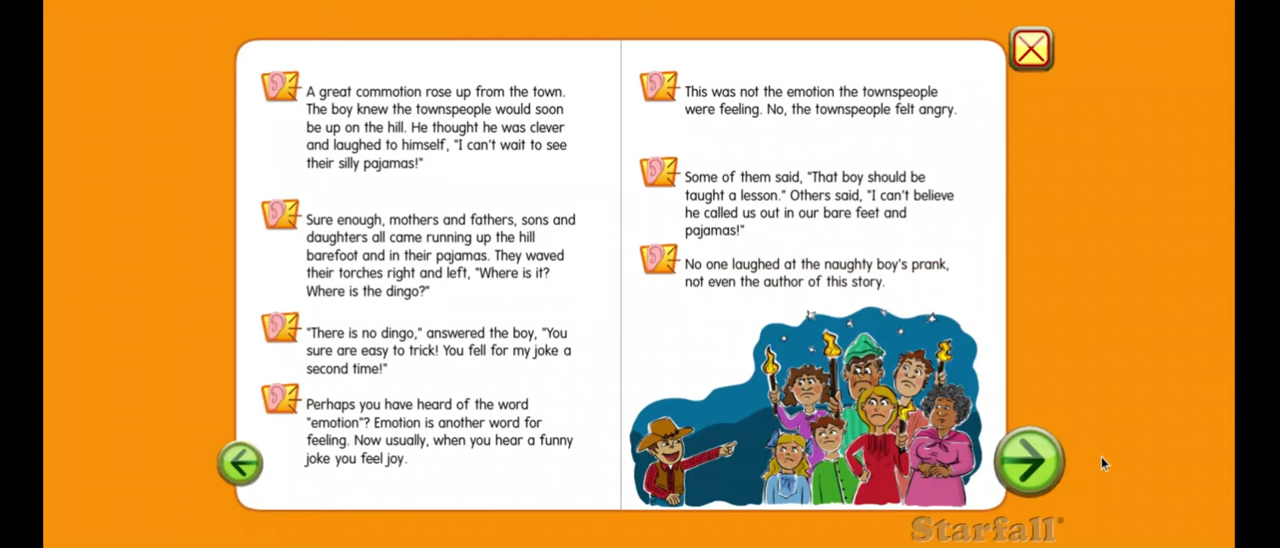 A great commotion rose up from the town.
The boy knew the townspeople would soon
be up on the hill. He thought he was clever
and laughed to himself, "I can't wait to see
their silly pajamas!"
Sure enough, mothers and fathers, sons and
daughters all came running up the hill
barefoot and in their pajamas. They waved
their torches right and left, "Where is it?
Where is the dingo?"
"There is no dingo," answered the boy, "You
sure are easy to trick! You fell for my joke a
second time!"
Perhaps you have heard of the word
"emotion"? Emotion is another word for
feeling. Now usually, when you hear a funny
joke you feel joy.
This was not the emotion the townspeople
were feeling. No, the townspeople felt angry.
Some of them said, "That boy should be
taught a lesson." Others said, "I can't believe
he called us out in our bare feet and
pajamas!"
No one laughed at the naughty boy's prank,
not even the author of this story.
Starfall